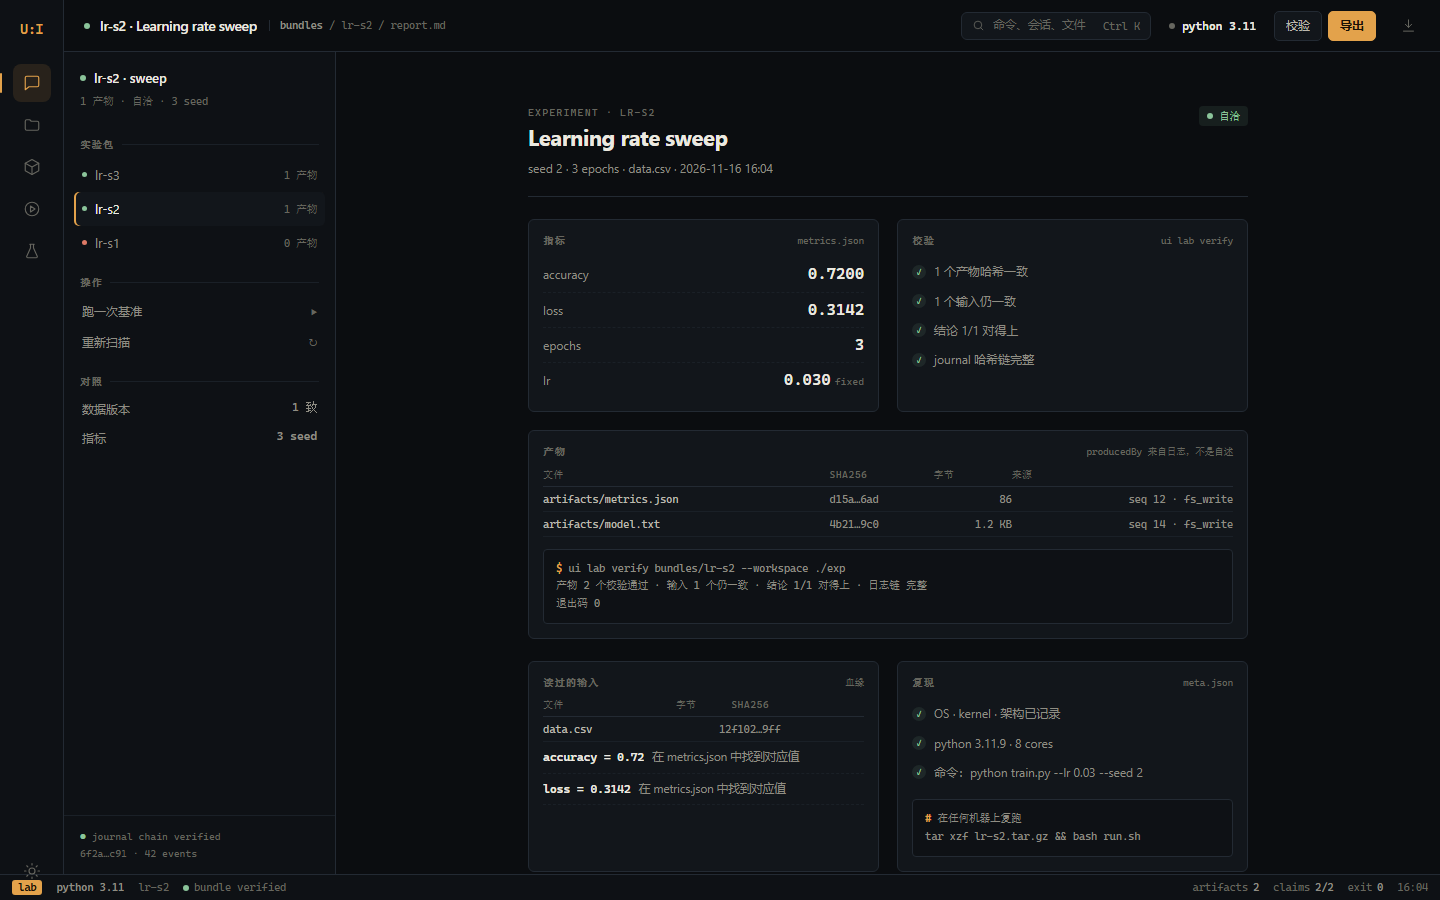 U:I
lr-s2 · Learning rate sweep
bundles / lr-s2 / report.md
命令、会话、文件 Ctrl K
python 3.11
校验
导出
lr-s2 · sweep
1 产物 · 自洽 · 3 seed
实验包
lr-s3 1 产物
lr-s2 1 产物
lr-s1 0 产物
操作
跑一次基准 ▸
重新扫描 ↻
对照
数据版本 1 致
指标 3 seed
journal chain verified
6f2a…c91 · 42 events
EXPERIMENT · LR-S2
Learning rate sweep
自洽
seed 2 · 3 epochs · data.csv · 2026-11-16 16:04
指标 metrics.json
accuracy 0.7200
loss 0.3142
epochs 3
lr 0.030 fixed
校验 ui lab verify
✓ 1 个产物哈希一致
✓ 1 个输入仍一致
✓ 结论 1/1 对得上
✓ journal 哈希链完整
产物 producedBy 来自日志，不是自述
文件 SHA256 字节 来源
artifacts/metrics.json d15a…6ad 86 seq 12 · fs_write
artifacts/model.txt 4b21…9c0 1.2 KB seq 14 · fs_write
$ ui lab verify bundles/lr-s2 --workspace ./exp
产物 2 个校验通过 · 输入 1 个仍一致 · 结论 1/1 对得上 · 日志链 完整
退出码 0
读过的输入 血缘
文件 字节 SHA256
data.csv 12f102…9ff
accuracy = 0.72 在 metrics.json 中找到对应值
loss = 0.3142 在 metrics.json 中找到对应值
复现 meta.json
✓ OS · kernel · 架构已记录
✓ python 3.11.9 · 8 cores
✓ 命令：python train.py --lr 0.03 --seed 2
# 在任何机器上复跑
tar xzf lr-s2.tar.gz && bash run.sh
lab python 3.11 lr-s2 bundle verified
artifacts 2 claims 2/2 exit 0 16:04